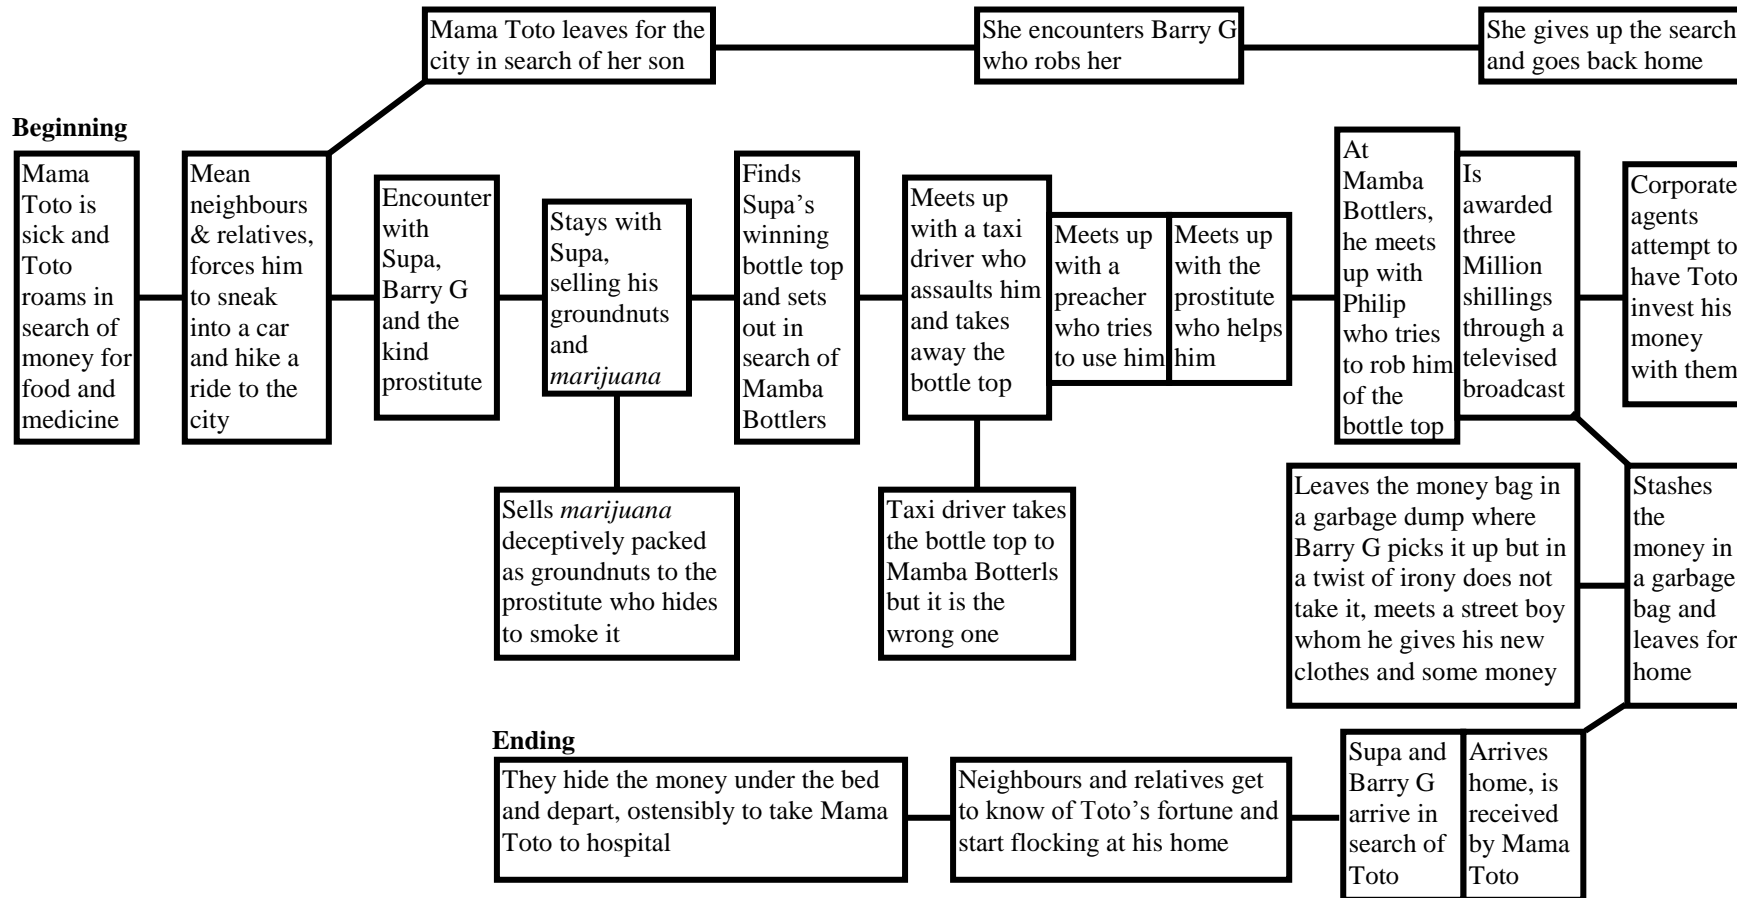 Mama Toto leaves for the
city in search of her son
She encounters Barry G
who robs her
She gives up the search
and goes back home
Beginning
Mama
Toto is
sick and
Toto
roams in
search of
money for
food and
medicine
Mean
neighbours
& relatives,
forces him
to sneak
into a car
and hike a
ride to the
city
Encounter
with
Supa,
Barry G
and the
kind
prostitute
Stays with
Supa,
selling his
groundnuts
and
marijuana
Finds
Supa’s
winning
bottle top
and sets
out in
search of
Mamba
Bottlers
Meets up
with a taxi
driver who
assaults him
and takes
away the
bottle top
Meets up
with a
preacher
who tries
to use him
Meets up
with the
prostitute
who helps
him
At
Mamba
Bottlers,
he meets
up with
Philip
who tries
to rob him
of the
bottle top
Is
awarded
three
Million
shillings
through a
televised
broadcast
Corporate
agents
attempt to
have Toto
invest his
money
with them
Sells marijuana
deceptively packed
as groundnuts to the
prostitute who hides
to smoke it
Taxi driver takes
the bottle top to
Mamba Botterls
but it is the
wrong one
Leaves the money bag in
a garbage dump where
Barry G picks it up but in
a twist of irony does not
take it, meets a street boy
whom he gives his new
clothes and some money
Stashes
the
money in
a garbage
bag and
leaves for
home
Ending
They hide the money under the bed
and depart, ostensibly to take Mama
Toto to hospital
Neighbours and relatives get
to know of Toto’s fortune and
start flocking at his home
Supa and
Barry G
arrive in
search of
Toto
Arrives
home, is
received
by Mama
Toto